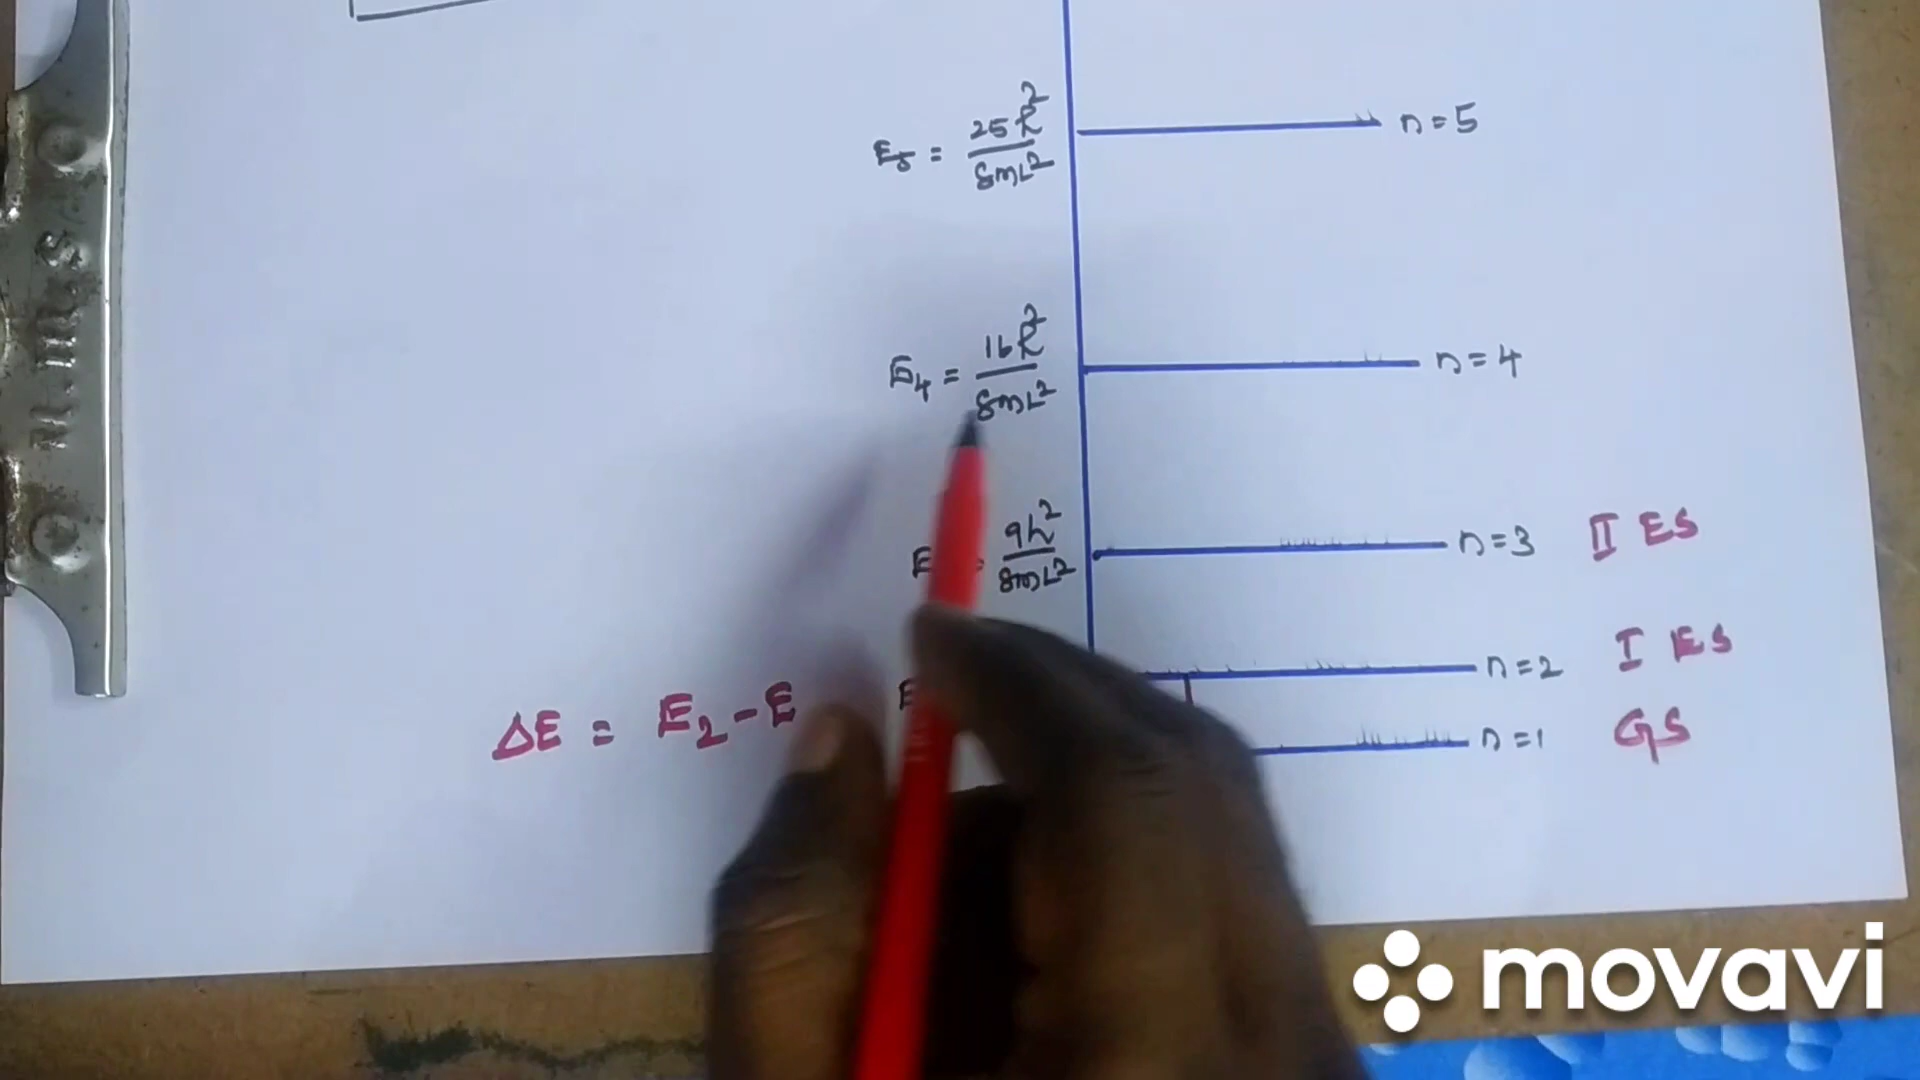 E₅ = 25h²/8mL² n=5
E₄ = 16h²/8mL² n=4
E = 9h²/8mL² n=3 II ES
E n=2 I ES
ΔE = E₂-E n=1 GS
movavi